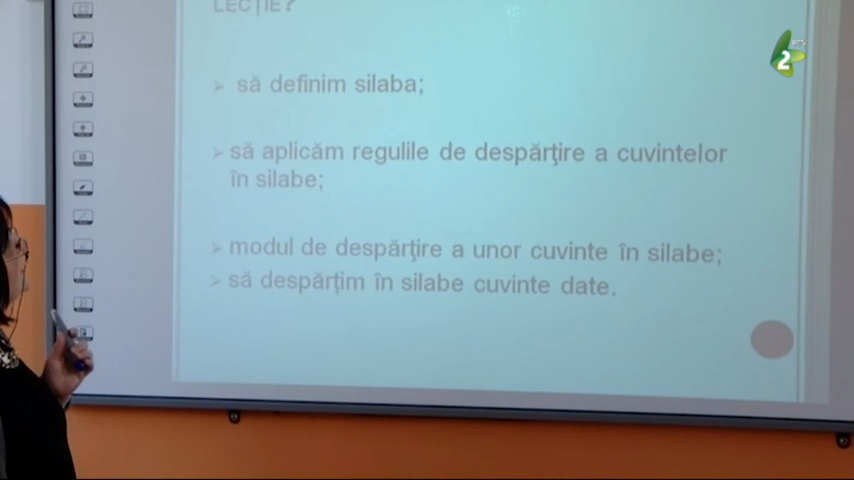 LECȚIE?
să definim silaba;
să aplicăm regulile de despărţire a cuvintelor
în silabe;
modul de despărţire a unor cuvinte în silabe;
să despărţim în silabe cuvinte date.
2